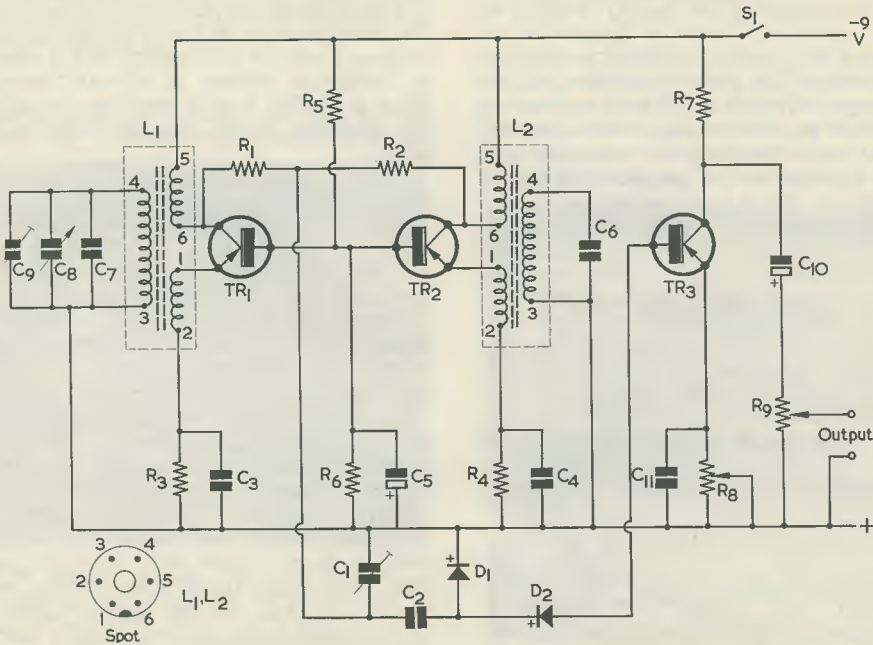 S1
-9
V
R5
R7
L1
R1
R2
L2
5
4
6
1
3
2
C9
C8
C7
TR1
TR2
5
4
6
1
3
2
C6
TR3
C10
+
R9
Output
R3
C3
R6
C5
+
R4
C4
C11
R8
+
C1
+
D1
C2
D2
+
3
4
2
5
1
6
L1,L2
Spot